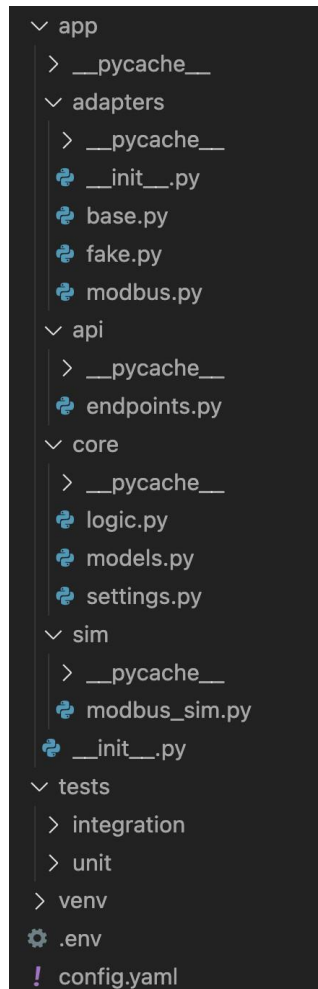 app
__pycache__
adapters
__pycache__
__init__.py
base.py
fake.py
modbus.py
api
__pycache__
endpoints.py
core
__pycache__
logic.py
models.py
settings.py
sim
__pycache__
modbus_sim.py
__init__.py
tests
integration
unit
venv
.env
! config.yaml